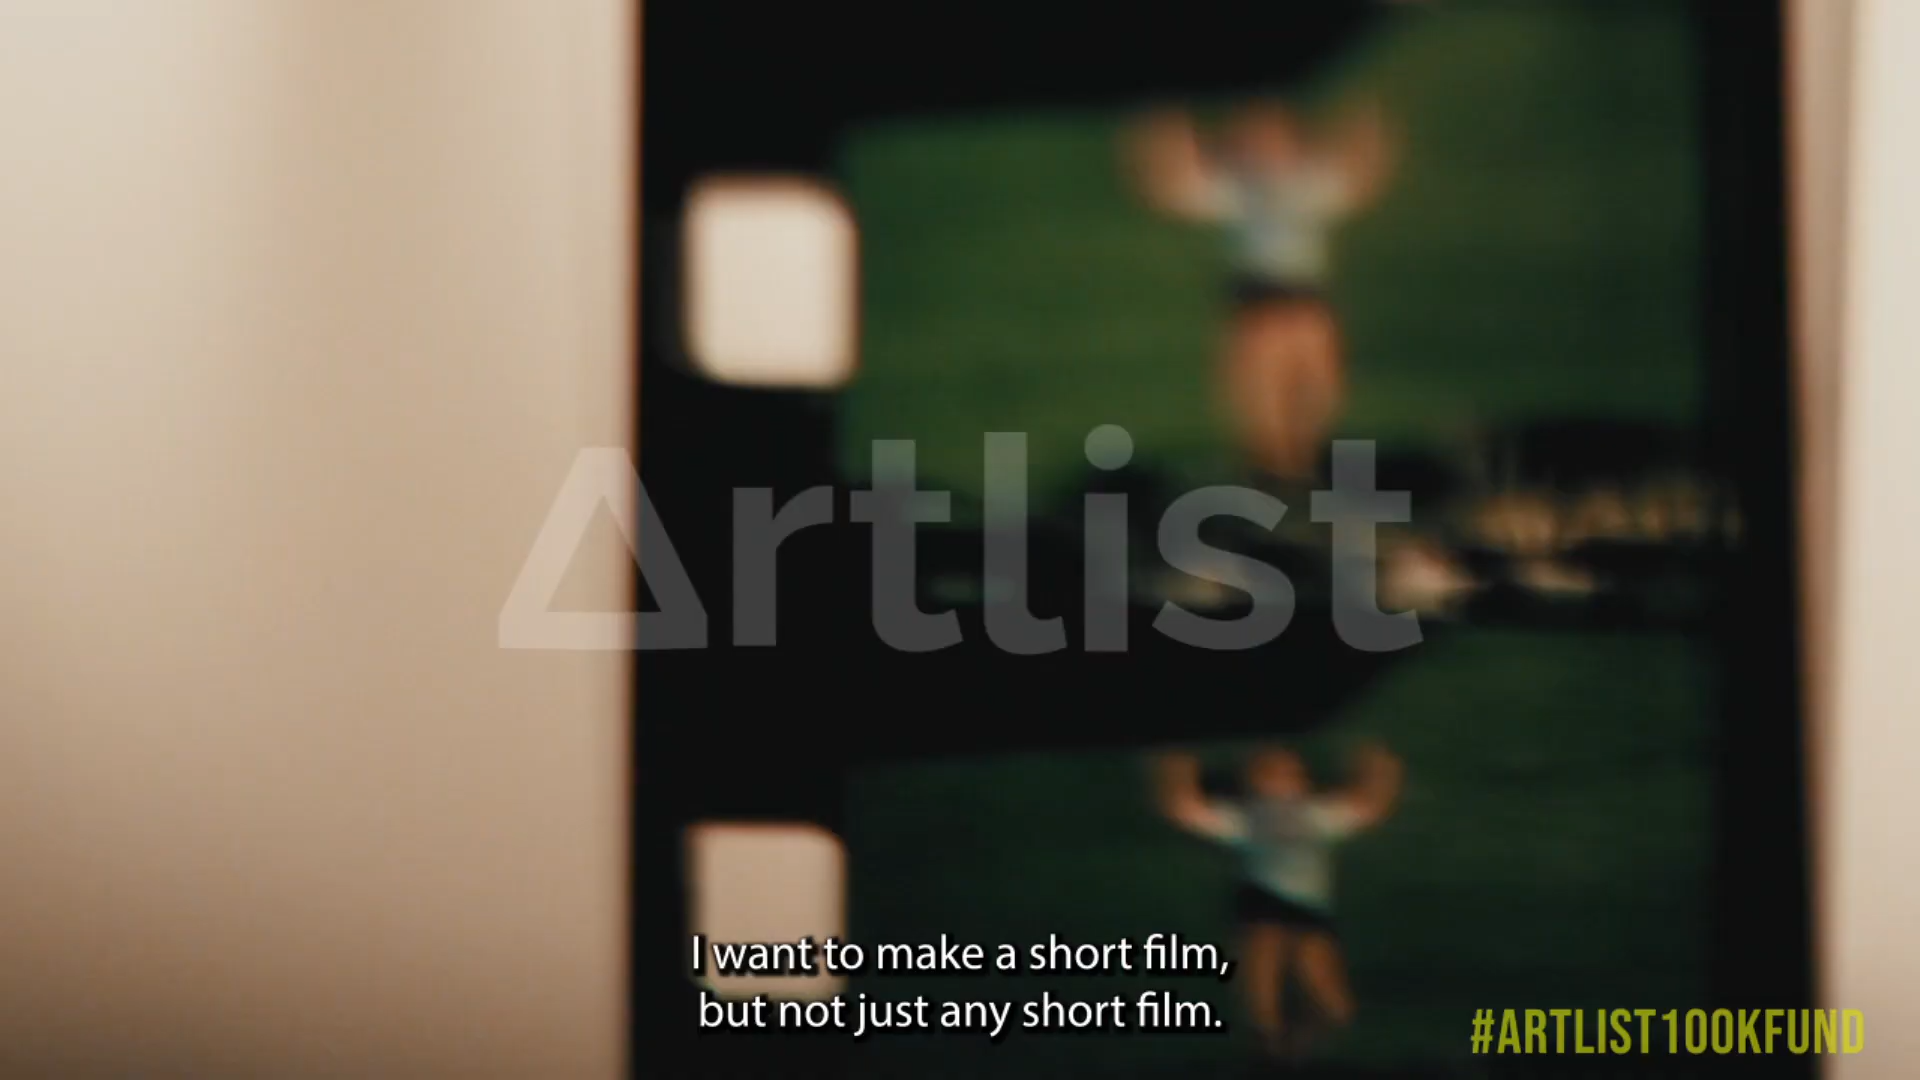 Artlist
I want to make a short film,
but not just any short film.
#ARTLIST100KFUND